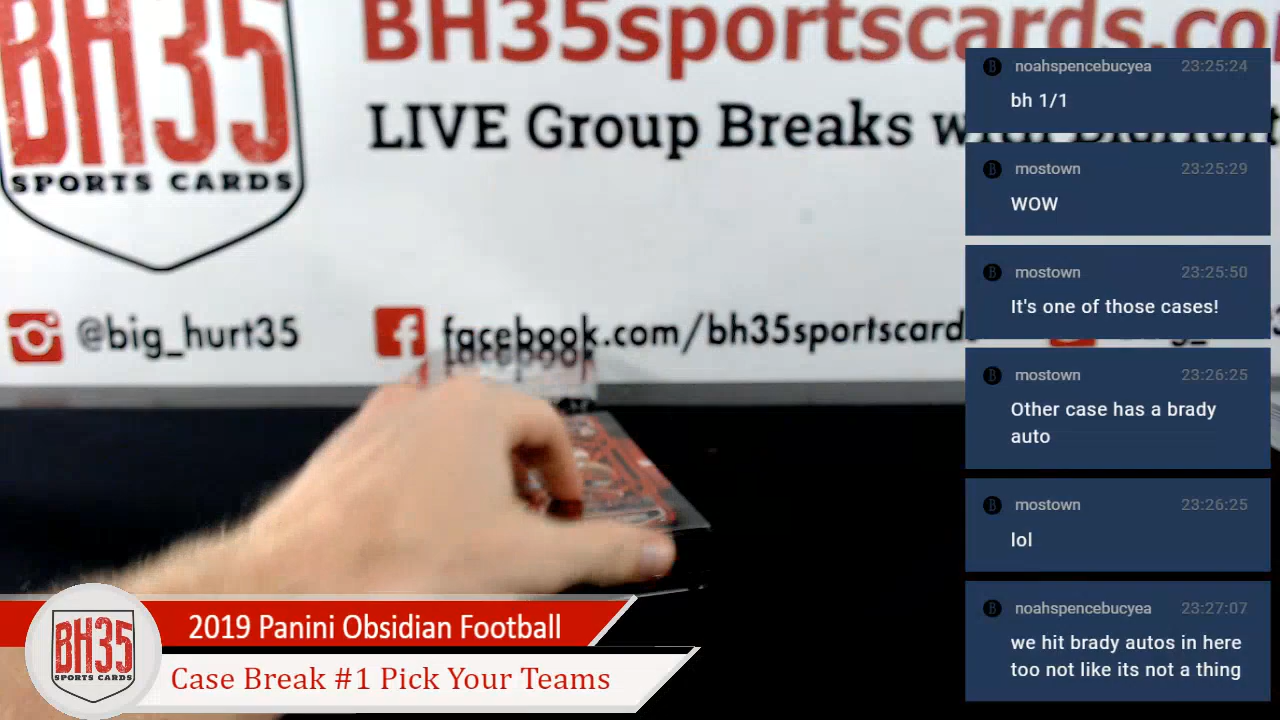 BH35
SPORTS CARDS
BH35sportscards.co
LIVE Group Breaks
@big_hurt35
facebook.com/bh35sportscard
noahspencebucyea 23:25:24
bh 1/1
mostown 23:25:29
WOW
mostown 23:25:50
It's one of those cases!
mostown 23:26:25
Other case has a brady
auto
mostown 23:26:25
lol
noahspencebucyea 23:27:07
we hit brady autos in here
too not like its not a thing
BH35
SPORTS CARDS
2019 Panini Obsidian Football
Case Break #1 Pick Your Teams